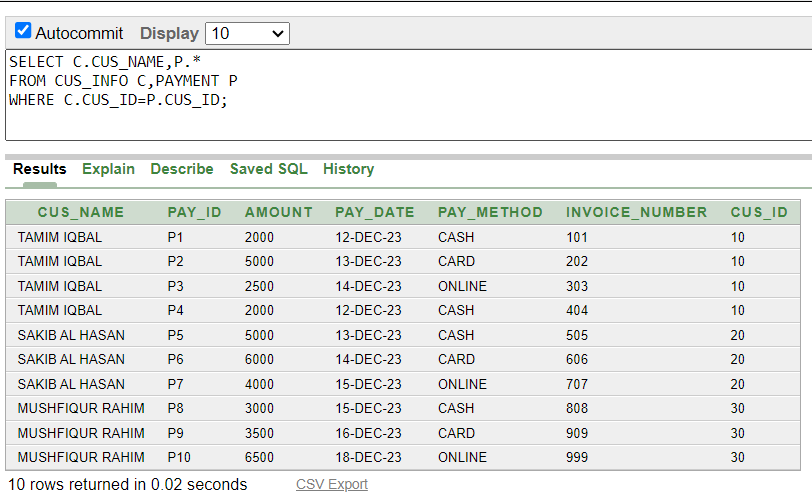 Autocommit Display 10
SELECT C.CUS_NAME,P.*
FROM CUS_INFO C,PAYMENT P
WHERE C.CUS_ID=P.CUS_ID;
Results Explain Describe Saved SQL History
CUS_NAME PAY_ID AMOUNT PAY_DATE PAY_METHOD INVOICE_NUMBER CUS_ID
TAMIM IQBAL P1 2000 12-DEC-23 CASH 101 10
TAMIM IQBAL P2 5000 13-DEC-23 CARD 202 10
TAMIM IQBAL P3 2500 14-DEC-23 ONLINE 303 10
TAMIM IQBAL P4 2000 12-DEC-23 CASH 404 10
SAKIB AL HASAN P5 5000 13-DEC-23 CASH 505 20
SAKIB AL HASAN P6 6000 14-DEC-23 CARD 606 20
SAKIB AL HASAN P7 4000 15-DEC-23 ONLINE 707 20
MUSHFIQUR RAHIM P8 3000 15-DEC-23 CASH 808 30
MUSHFIQUR RAHIM P9 3500 16-DEC-23 CARD 909 30
MUSHFIQUR RAHIM P10 6500 18-DEC-23 ONLINE 999 30
10 rows returned in 0.02 seconds CSV Export